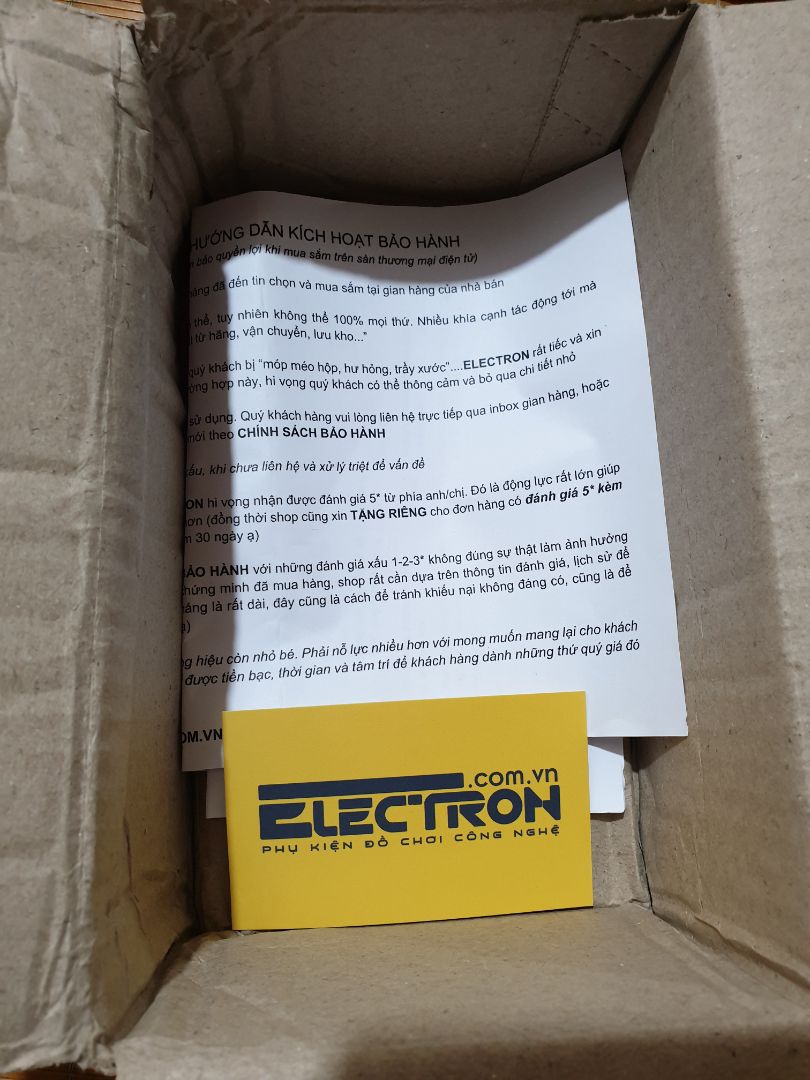 HƯỚNG DẪN KÍCH HOẠT BẢO HÀNH
bảo quyền lợi khi mua sắm trên sàn thương mại điện tử)
hàng đã đến tin chọn và mua sắm tại gian hàng của nhà bán
thể, tuy nhiên không thể 100% mọi thứ. Nhiều khía cạnh tác động tới mà
từ hãng, vận chuyển, lưu kho..."
quý khách bị "móp méo hộp, hư hỏng, trầy xước"....ELECTRON rất tiếc và xin
ờng hợp này, hi vọng quý khách có thể thông cảm và bỏ qua chi tiết nhỏ
sử dụng. Quý khách hàng vui lòng liên hệ trực tiếp qua inbox gian hàng, hoặc
mới theo CHÍNH SÁCH BẢO HÀNH
xấu, khi chưa liên hệ và xử lý triệt để vấn đề
RON hi vọng nhận được đánh giá 5* từ phía anh/chị. Đó là động lực rất lớn giúp
hơn (đồng thời shop cũng xin TẶNG RIÊNG cho đơn hàng có đánh giá 5* kèm
m 30 ngày ạ)
BẢO HÀNH với những đánh giá xấu 1-2-3* không đúng sự thật làm ảnh hưởng
chứng minh đã mua hàng, shop rất cần dựa trên thông tin đánh giá, lịch sử để
háng là rất dài, đây cũng là cách để tránh khiếu nại không đáng có, cũng là để
ạ)
ng hiệu còn nhỏ bé. Phải nỗ lực nhiều hơn với mong muốn mang lại cho khách
được tiền bạc, thời gian và tâm trí để khách hàng dành những thứ quý giá đó
OM.VN
.com.vn
ELECTRON
PHỤ KIỆN ĐỒ CHƠI CÔNG NGHỆ